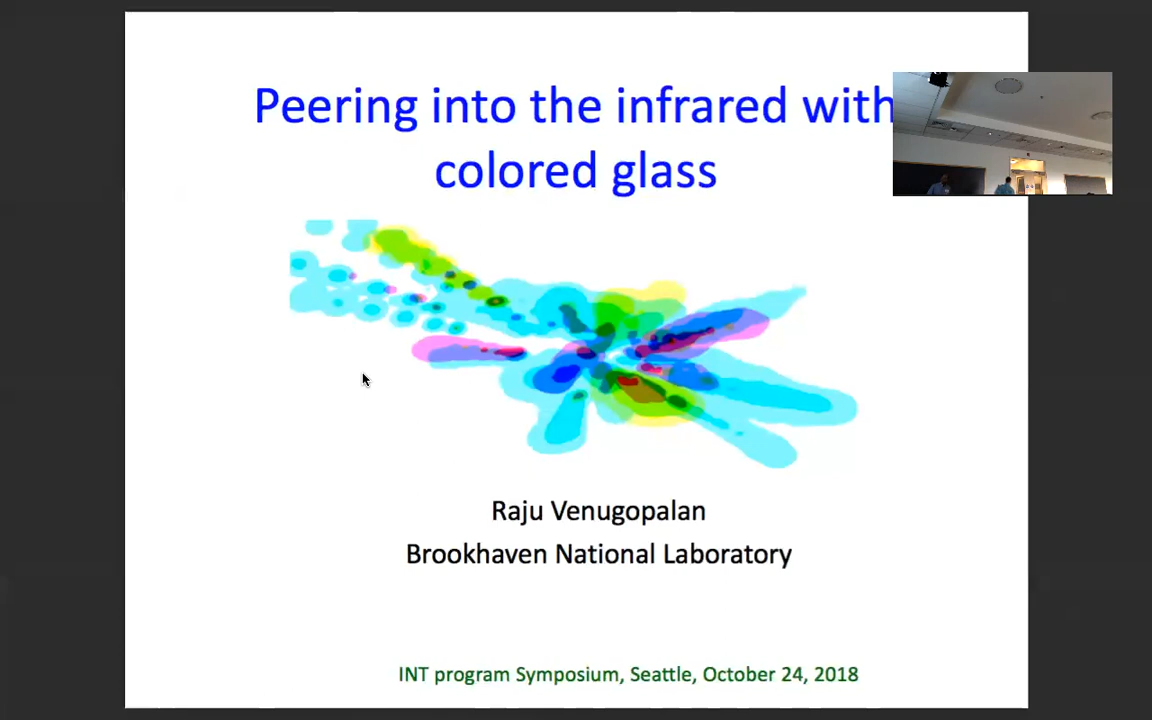 Peering into the infrared with
colored glass
Raju Venugopalan
Brookhaven National Laboratory
INT program Symposium, Seattle, October 24, 2018